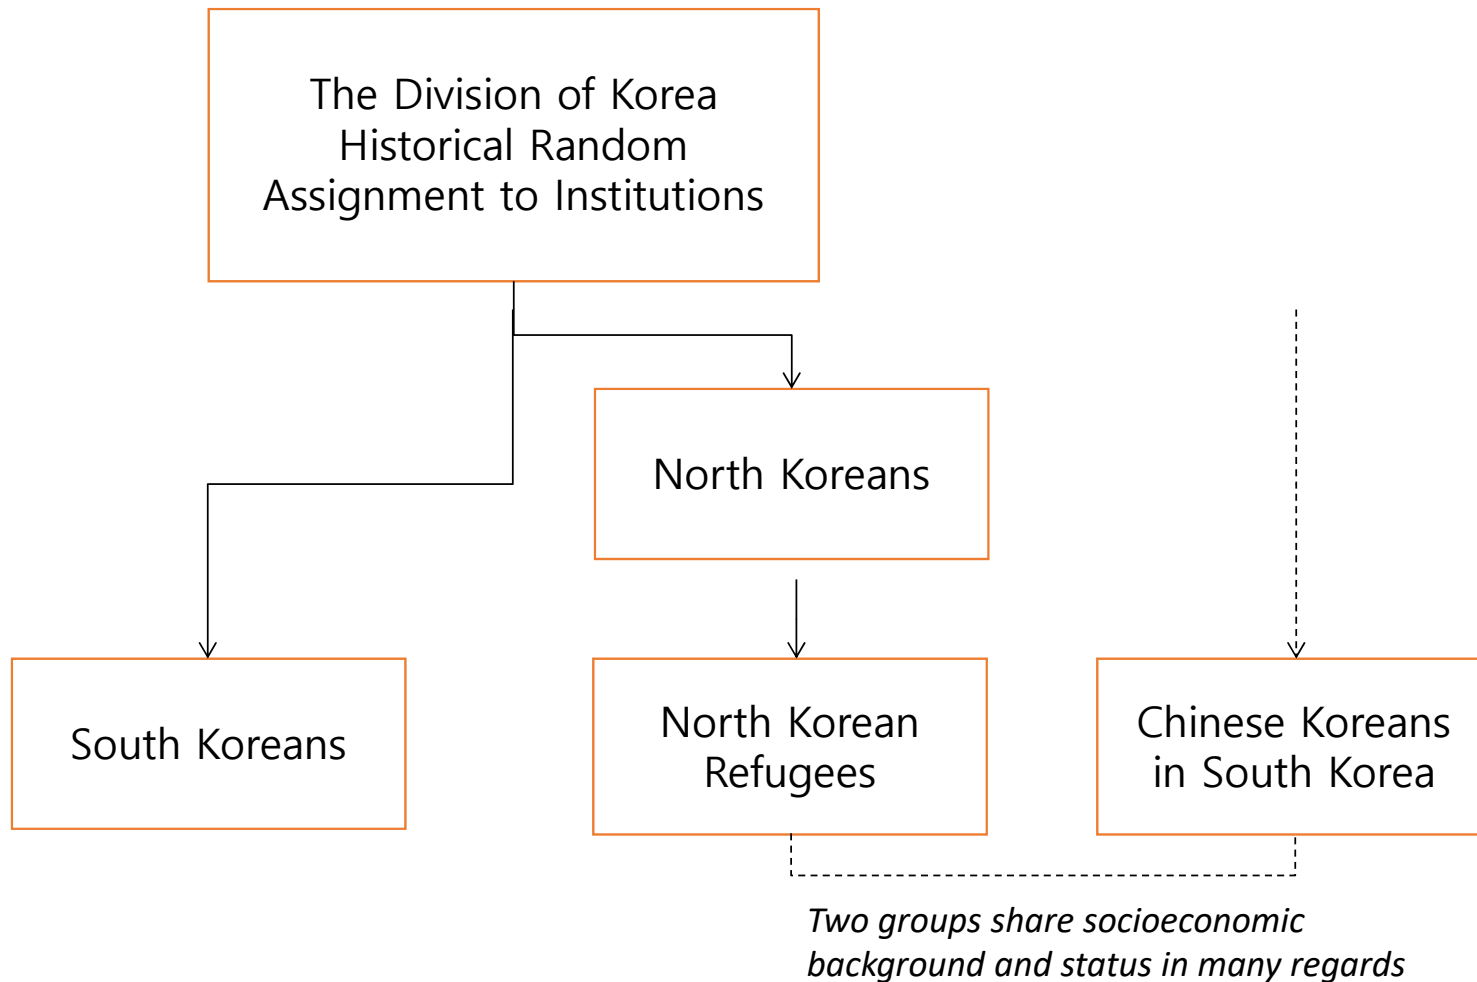 The Division of Korea
Historical Random
Assignment to Institutions
North Koreans
South Koreans
North Korean
Refugees
Chinese Koreans
in South Korea
Two groups share socioeconomic
background and status in many regards